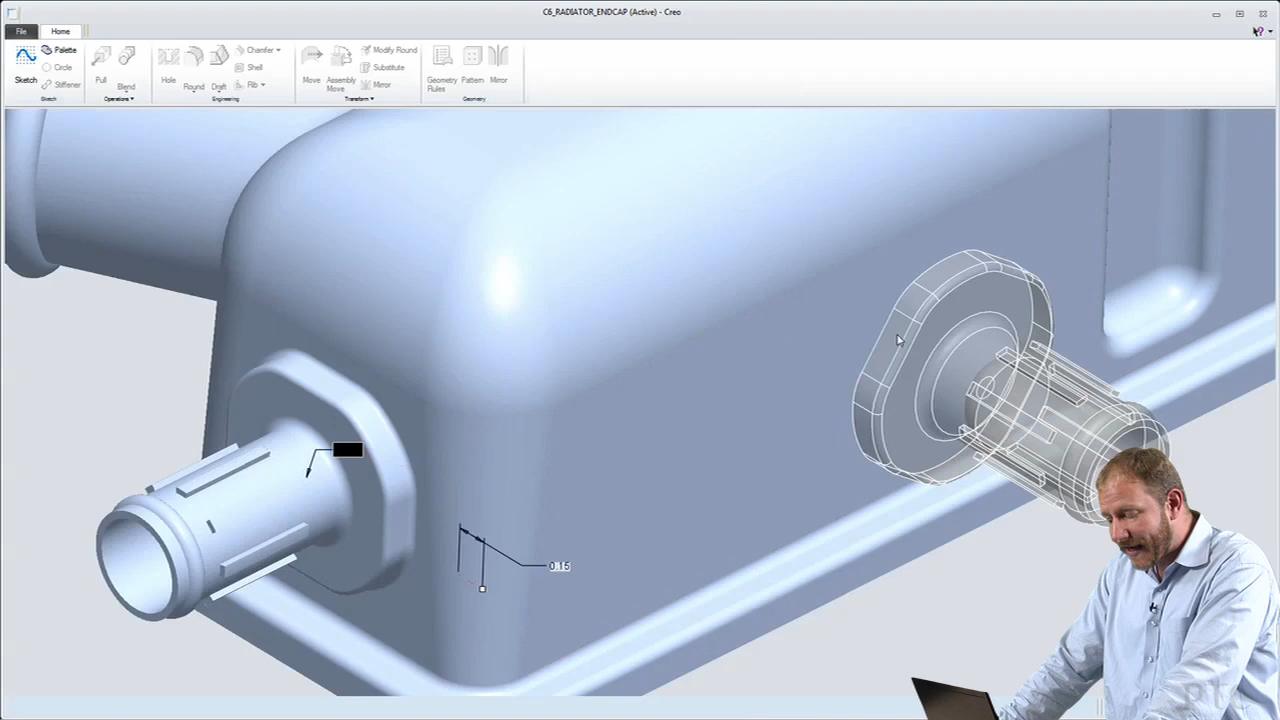 C6_RADIATOR_ENDCAP (Active) - Creo
File
Home
Sketch
Palette
Circle
Stiffener
Sketch
Pull
Blend
Operations
Hole
Round
Draft
Chamfer
Shell
Rib
Engineering
Move
Assembly
Move
Modify Round
Substitute
Mirror
Transform
Geometry
Rules
Pattern
Mirror
Geometry
0.15